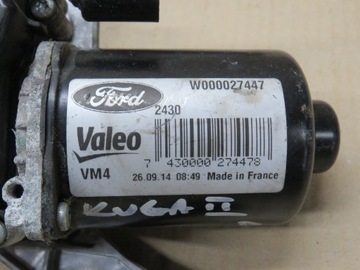 W000027447
Ford
2430
Valeo
7 430000 274478
VM4
26.09.14 08:49 Made in France
KUGA II